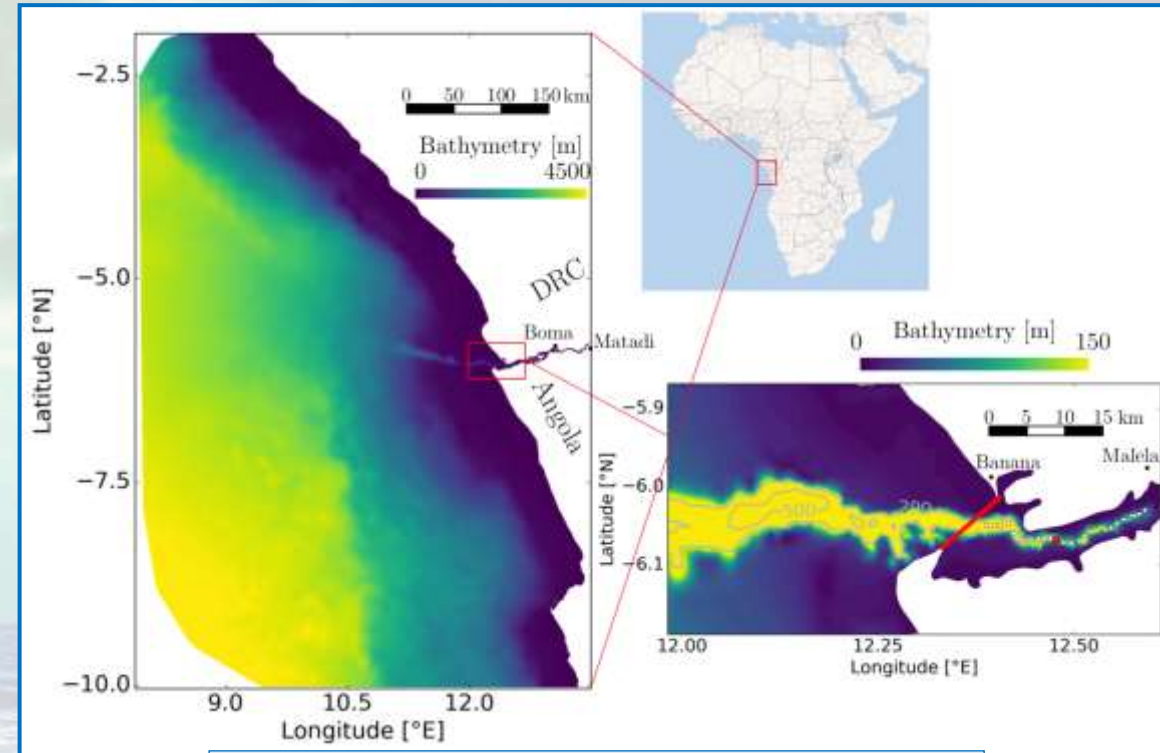 −2.5
−5.0
−7.5
−10.0
Latitude [°N]
9.0 10.5 12.0
Longitude [°E]
0 50 100 150 km
Bathymetry [m]
0 4500
DRC
Boma
Matadi
Angola
Bathymetry [m]
0 150
−5.9
−6.0
−6.1
Latitude [°N]
0 5 10 15 km
Banana
Malela
500
200
12.00 12.25 12.50
Longitude [°E]